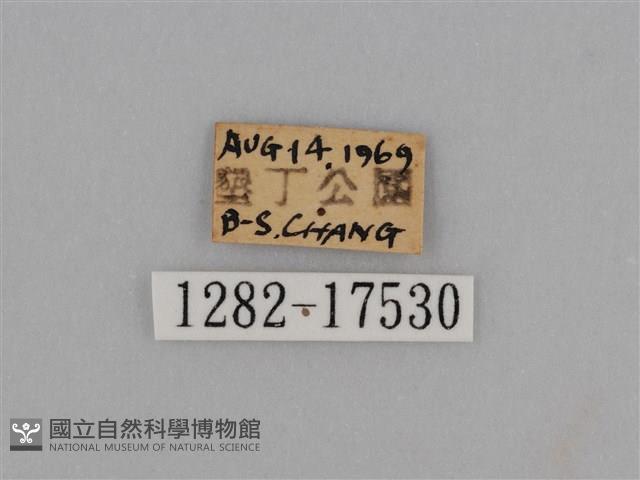 AUG.14.1969
墾丁公園
B-S.CHANG
1282-17530
國立自然科學博物館
NATIONAL MUSEUM OF NATURAL SCIENCE